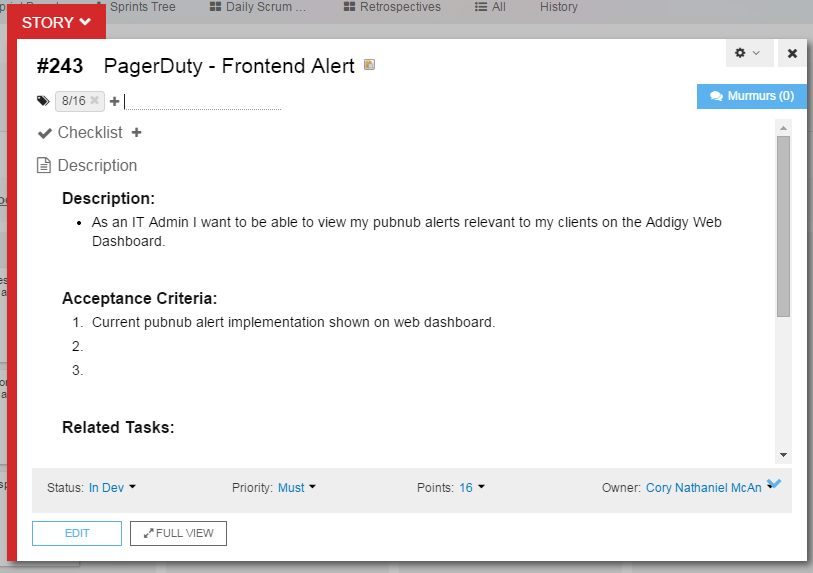 Sprints Tree
Daily Scrum ...
Retrospectives
All
History
STORY
#243 PagerDuty - Frontend Alert
8/16
Murmurs (0)
Checklist
Description
Description:
As an IT Admin I want to be able to view my pubnub alerts relevant to my clients on the Addigy Web
Dashboard.
Acceptance Criteria:
1. Current pubnub alert implementation shown on web dashboard.
2.
3.
Related Tasks:
Status: In Dev
Priority: Must
Points: 16
Owner: Cory Nathaniel McAn
EDIT
FULL VIEW